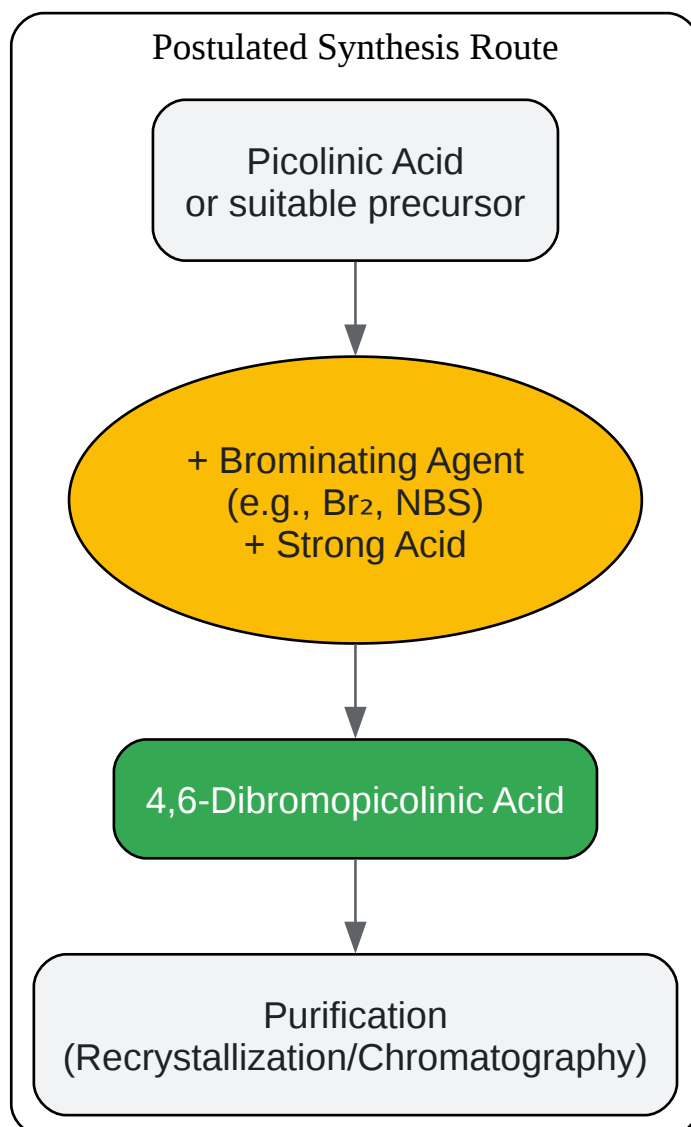 Postulated Synthesis Route
Picolinic Acid
or suitable precursor
+ Brominating Agent
(e.g., Br₂, NBS)
+ Strong Acid
4,6-Dibromopicolinic Acid
Purification
(Recrystallization/Chromatography)